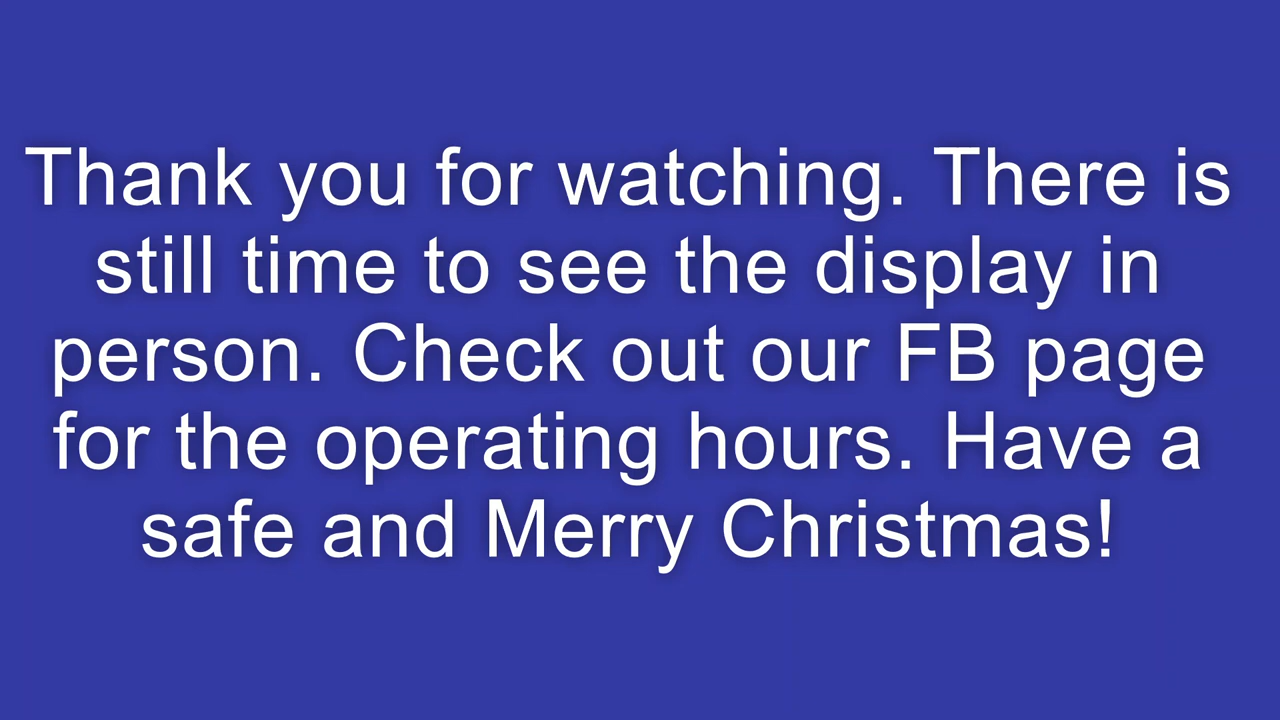 Thank you for watching. There is
still time to see the display in
person. Check out our FB page
for the operating hours. Have a
safe and Merry Christmas!